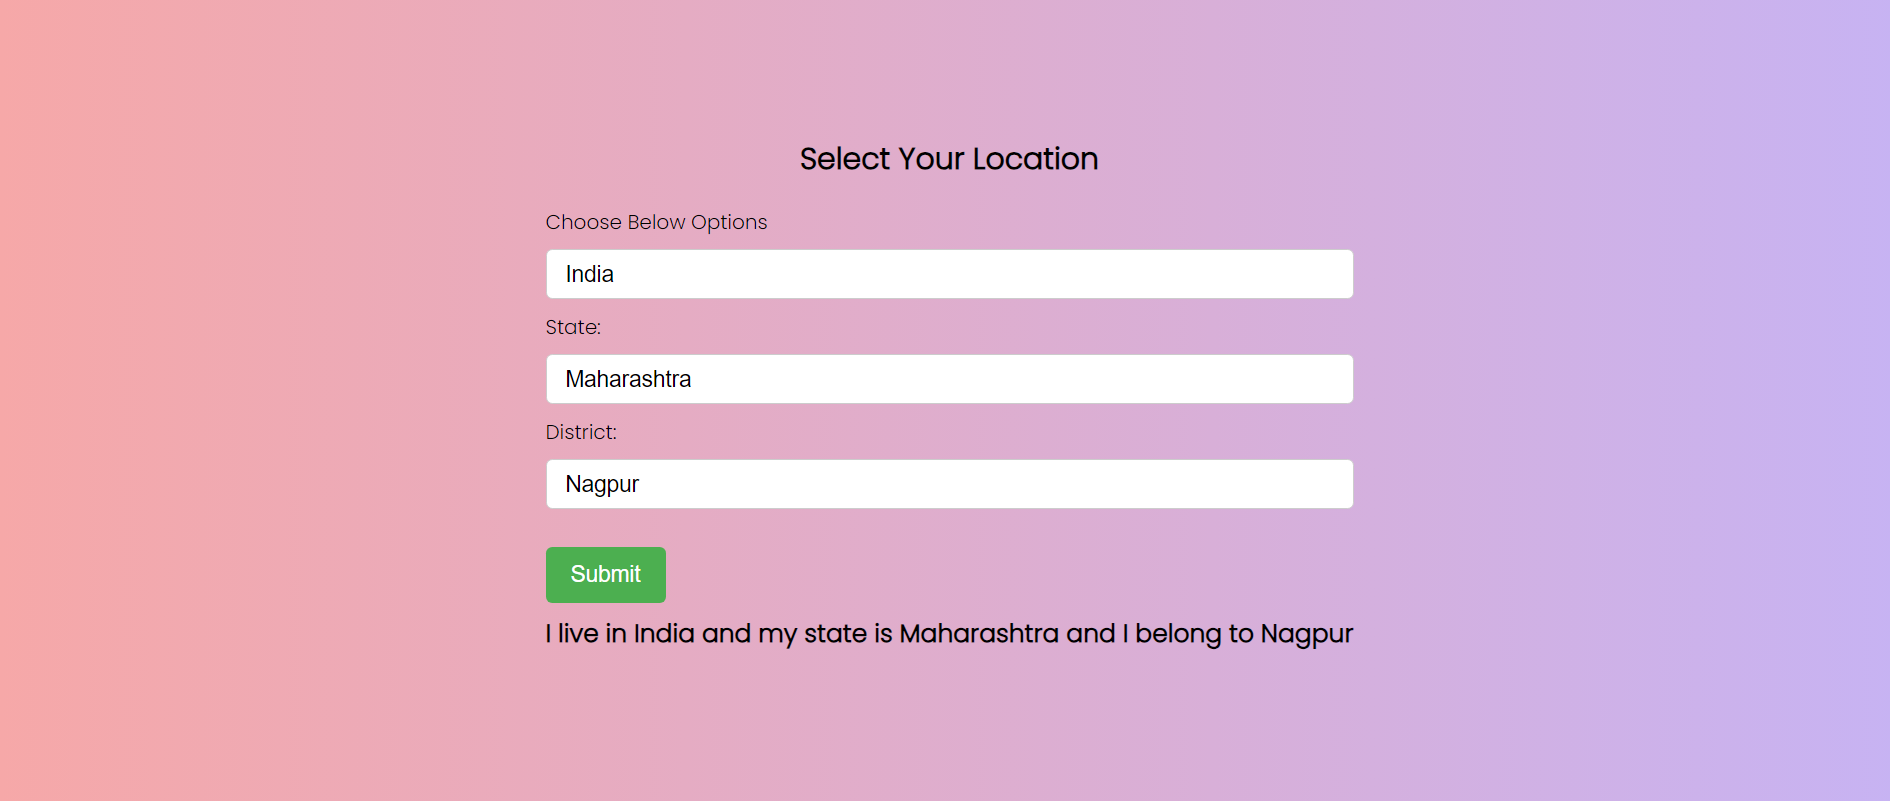 Select Your Location
Choose Below Options
India
State:
Maharashtra
District:
Nagpur
Submit
I live in India and my state is Maharashtra and I belong to Nagpur